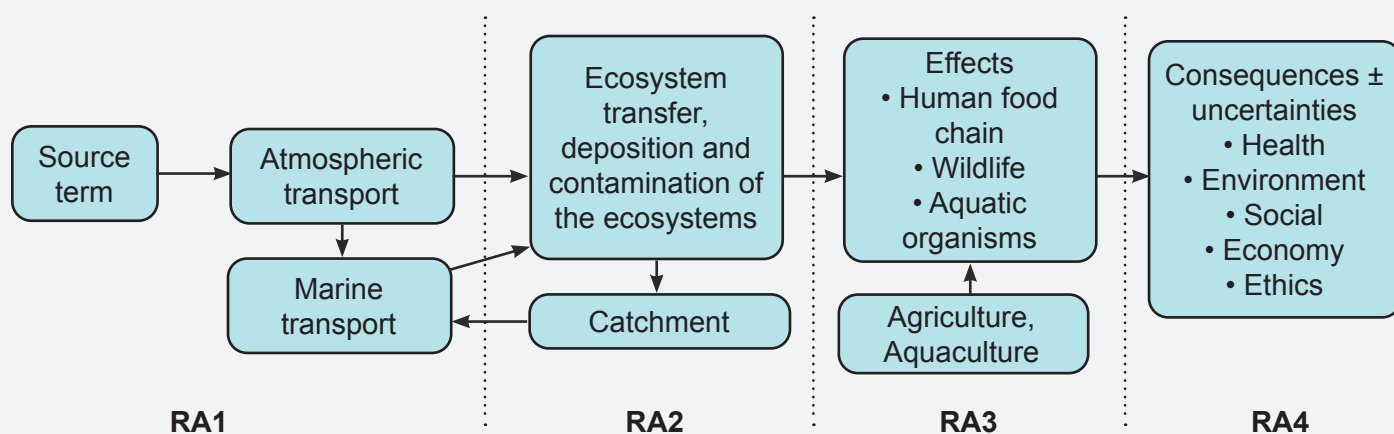 Source
term
Atmospheric
transport
Marine
transport
Ecosystem
transfer,
deposition and
contamination of
the ecosystems
Catchment
Effects
• Human food
chain
• Wildlife
• Aquatic
organisms
Agriculture,
Aquaculture
Consequences ±
uncertainties
• Health
• Environment
• Social
• Economy
• Ethics
RA1
RA2
RA3
RA4